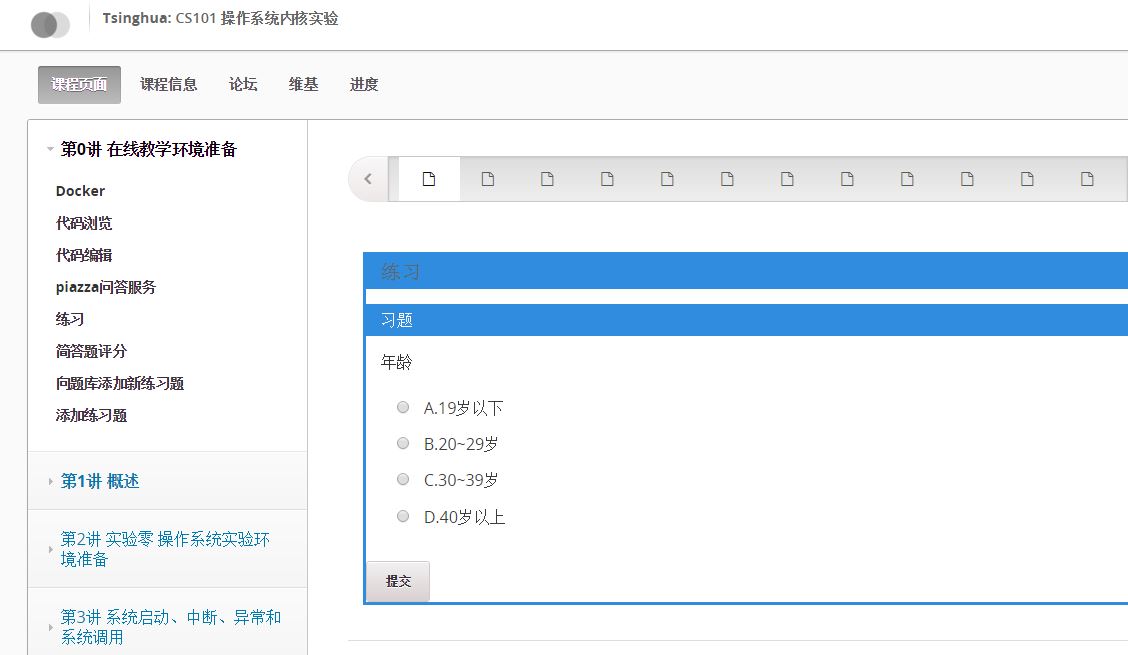 Tsinghua: CS101 操作系统内核实验
课程页面 课程信息 论坛 维基 进度
第0讲 在线教学环境准备
Docker
代码浏览
代码编辑
piazza问答服务
练习
简答题评分
向题库添加新练习题
添加练习题
第1讲 概述
第2讲 实验零 操作系统实验环
境准备
第3讲 系统启动、中断、异常和
系统调用
练习
习题
年龄
A.19岁以下
B.20~29岁
C.30~39岁
D.40岁以上
提交